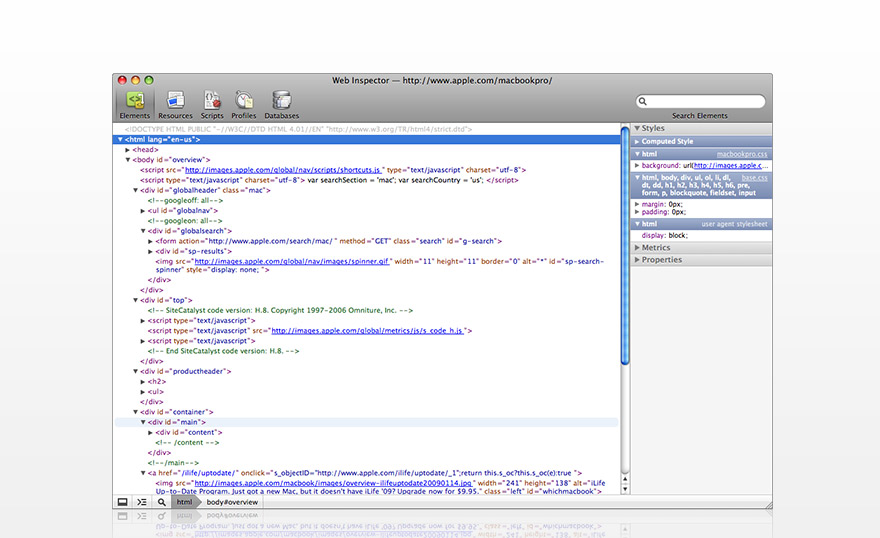 Web Inspector — http://www.apple.com/macbookpro/
Elements Resources Scripts Profiles Databases
Search Elements
<!DOCTYPE HTML PUBLIC "-//W3C//DTD HTML 4.01//EN" "http://www.w3.org/TR/html4/strict.dtd">
▼<html lang="en-us">
▶<head>
▼<body id="overview">
<script src="http://images.apple.com/global/nav/scripts/shortcuts.js" type="text/javascript" charset="utf-8">
<script type="text/javascript" charset="utf-8"> var searchSection = 'mac'; var searchCountry = 'us'; </script>
▼<div id="globalheader" class="mac">
<!--googleoff: all-->
▶<ul id="globalnav">
<!--googleon: all-->
▼<div id="globalsearch">
▶<form action="http://www.apple.com/search/mac/" method="GET" class="search" id="g-search">
▶<div id="sp-results">
<img src="http://images.apple.com/global/nav/images/spinner.gif" width="11" height="11" border="0" alt="*" id="sp-search-
spinner" style="display: none; ">
</div>
</div>
▼<div id="top">
<!-- SiteCatalyst code version: H.8. Copyright 1997-2006 Omniture, Inc. -->
▶<script type="text/javascript">
<script type="text/javascript" src="http://images.apple.com/global/metrics/js/s_code_h.js">
▶<script type="text/javascript">
<!-- End SiteCatalyst code version: H.8. -->
</div>
▼<div id="productheader">
▶<h2>
▶<ul>
</div>
▼<div id="container">
▼<div id="main">
▶<div id="content">
<!-- /content -->
</div>
<!--/main-->
▼<a href="/ilife/uptodate/" onclick="s_objectID="http://www.apple.com/ilife/uptodate/_1";return this.s_oc?this.s_oc(e):true">
<img src="http://images.apple.com/macbook/images/overview-ilifeuptodate20090114.jpg" width="241" height="138" alt="iLife
Up-to-Date Program. Just got a new Mac, but it doesn't have iLife '09? Upgrade now for $9.95." class="left" id="whichmacbook">
html body#overview
▼ Styles
▶ Computed Style
▼ html macbookpro.css
▶ background: url(http://images.apple.c...
▼ html, body, div, ul, ol, li, dl, base.css
dt, dd, h1, h2, h3, h4, h5, h6, pre,
form, p, blockquote, fieldset, input
▶ margin: 0px;
▶ padding: 0px;
▼ html user agent stylesheet
display: block;
▶ Metrics
▶ Properties